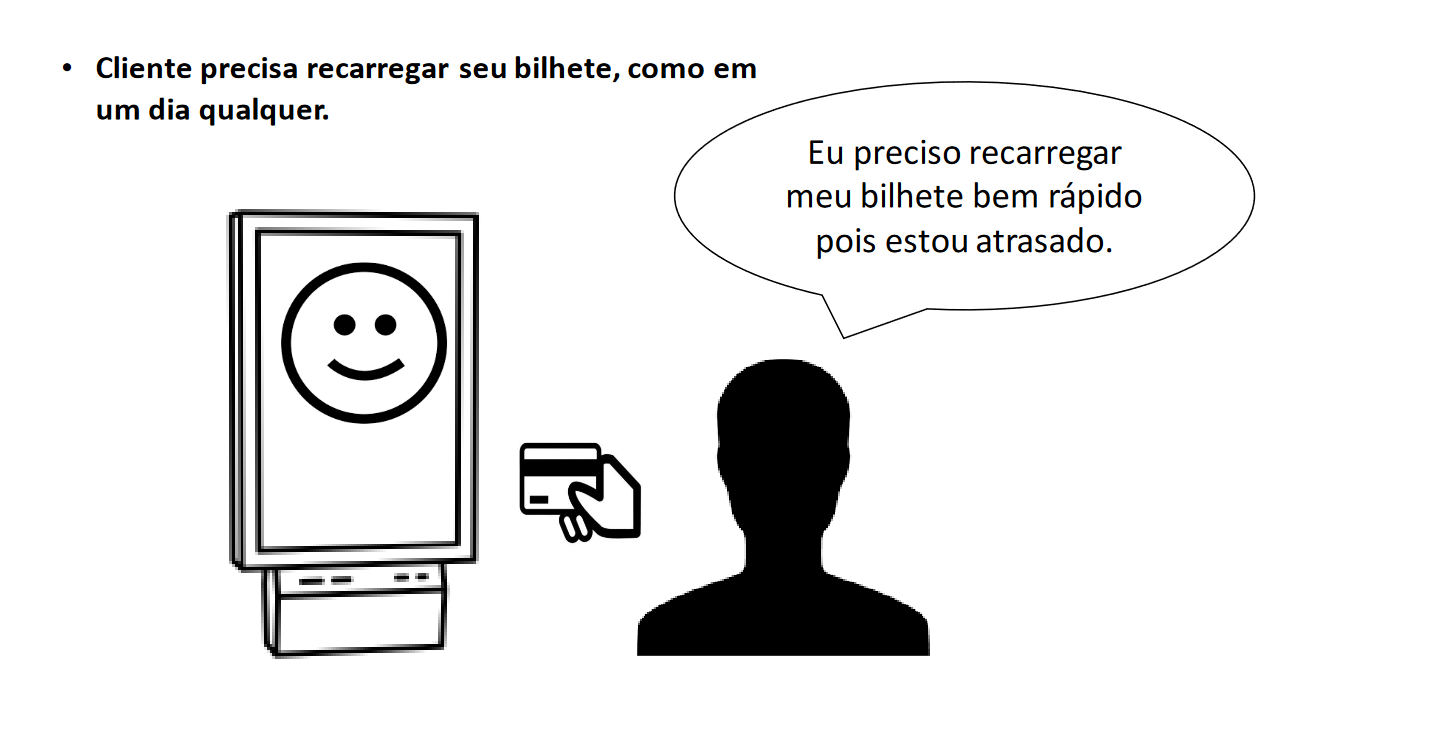 • Cliente precisa recarregar seu bilhete, como em
um dia qualquer.
Eu preciso recarregar
meu bilhete bem rápido
pois estou atrasado.